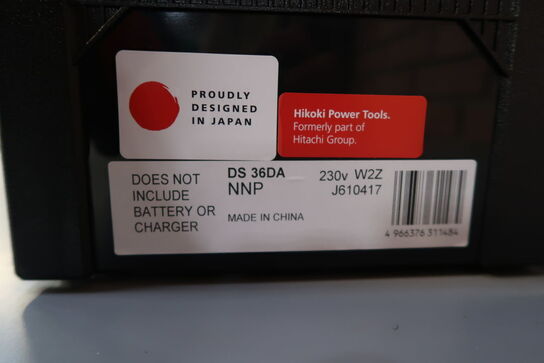 PROUDLY
DESIGNED
IN JAPAN
Hikoki Power Tools.
Formerly part of
Hitachi Group.
DOES NOT
INCLUDE
BATTERY OR
CHARGER
DS 36DA
NNP
MADE IN CHINA
230v W2Z
J610417
4 966376 311484